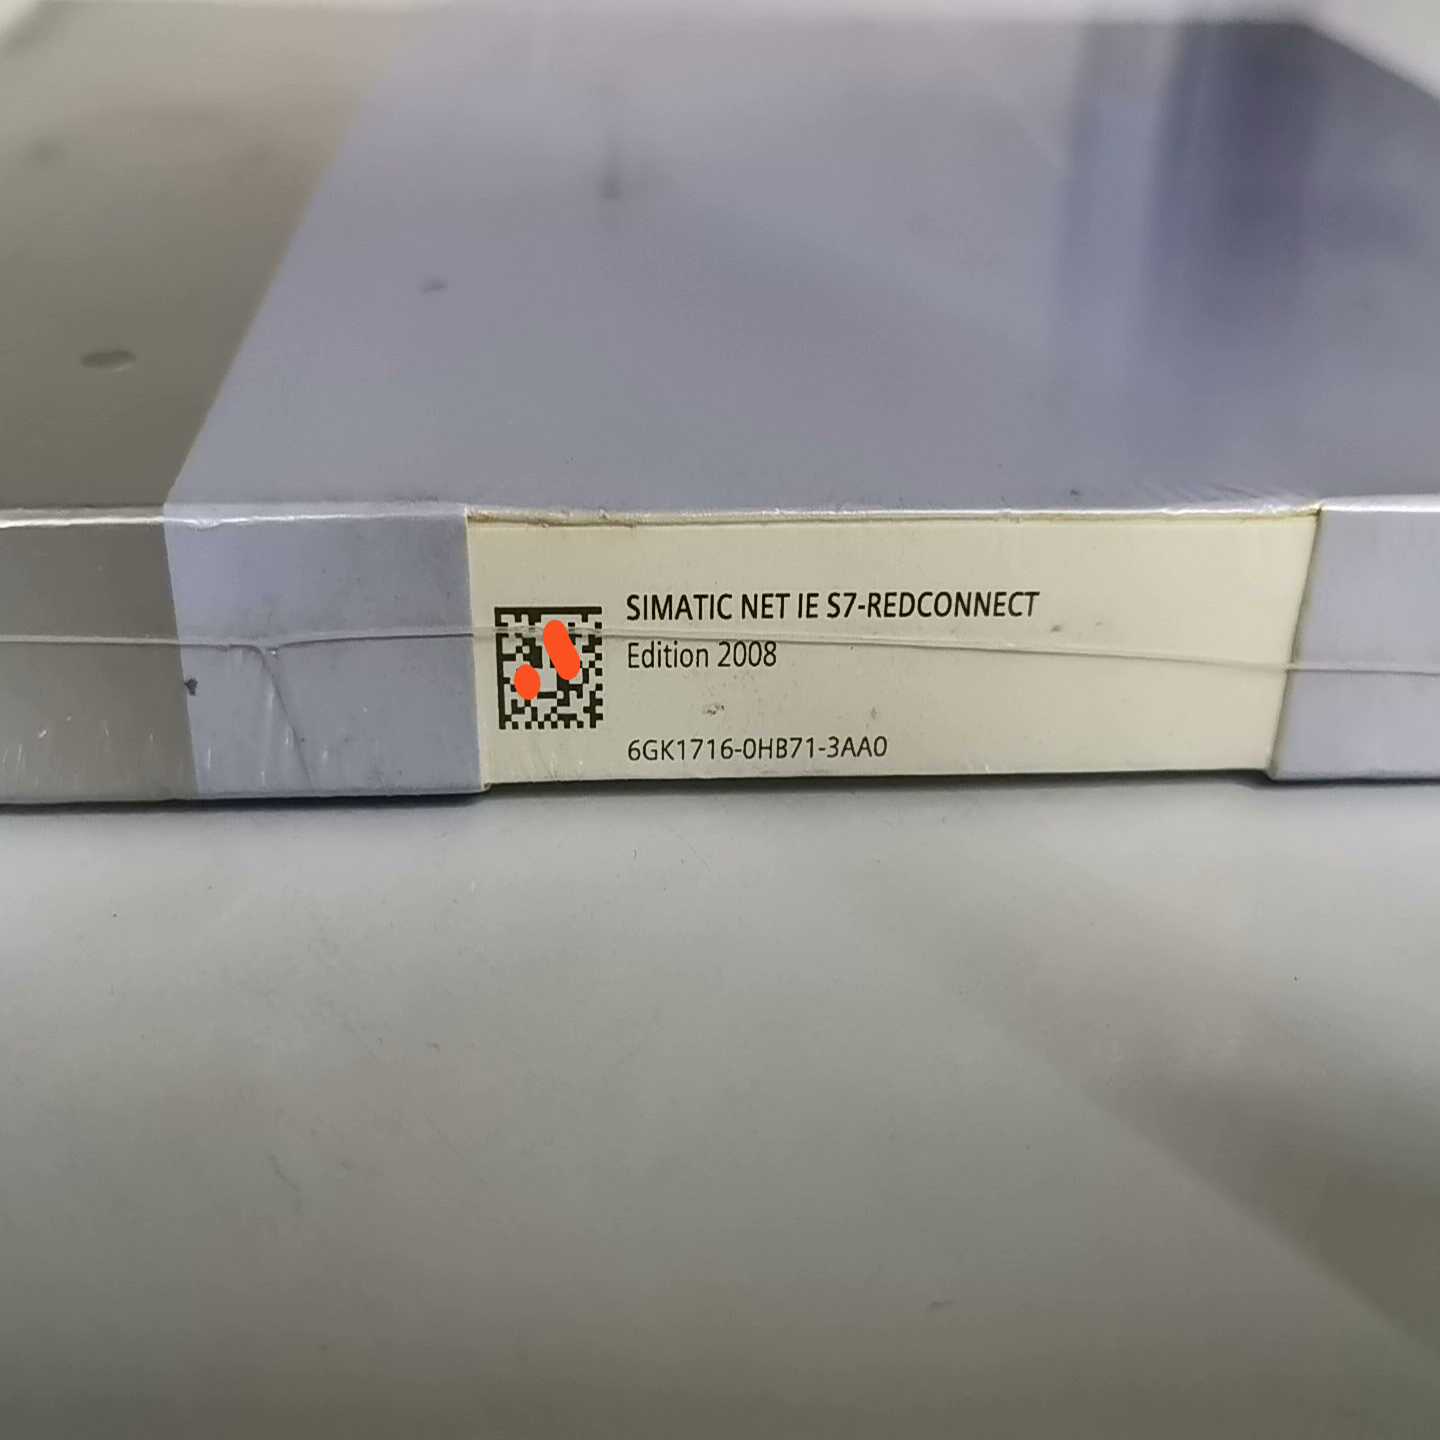 SIMATIC NET IE S7-REDCONNECT
Edition 2008
6GK1716-0HB71-3AA0